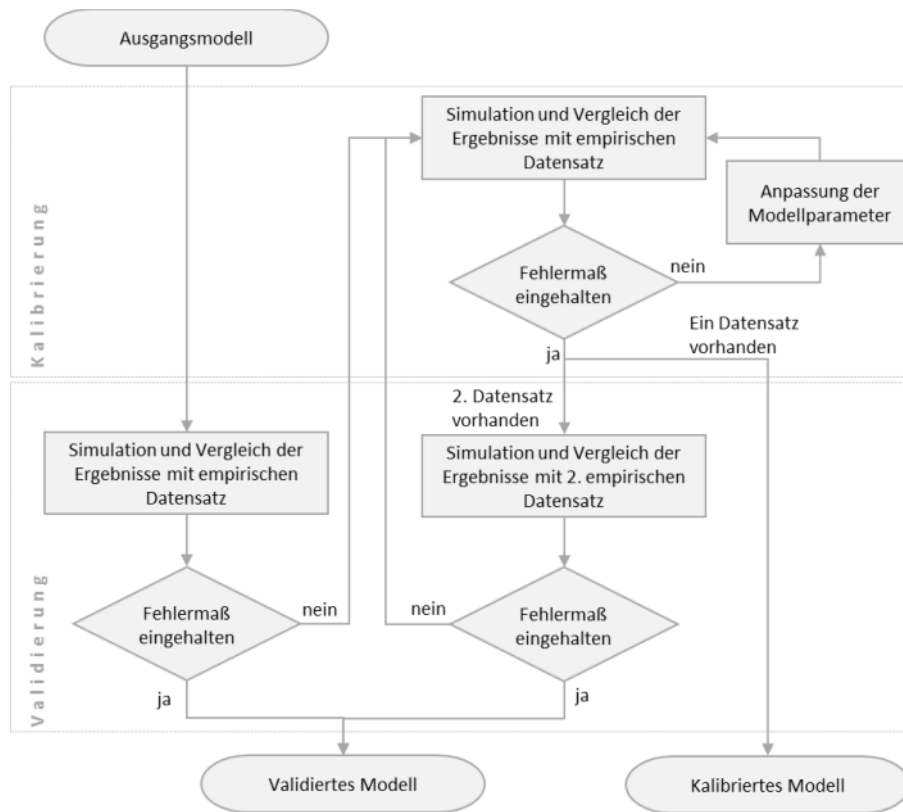 Ausgangsmodell
Kalibrierung
Simulation und Vergleich der
Ergebnisse mit empirischen
Datensatz
Anpassung der
Modellparameter
Fehlermaß
eingehalten
nein
ja
Ein Datensatz
vorhanden
2. Datensatz
vorhanden
Validierung
Simulation und Vergleich der
Ergebnisse mit empirischen
Datensatz
Simulation und Vergleich der
Ergebnisse mit 2. empirischen
Datensatz
Fehlermaß
eingehalten
nein
ja
Fehlermaß
eingehalten
nein
ja
Validiertes Modell
Kalibriertes Modell